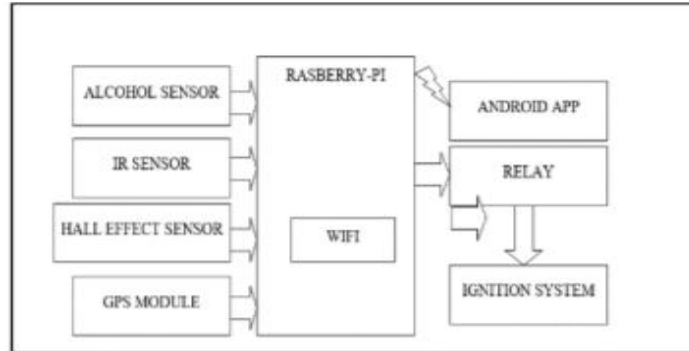 ALCOHOL SENSOR
IR SENSOR
HALL EFFECT SENSOR
GPS MODULE
RASBERRY-PI
WIFI
ANDROID APP
RELAY
IGNITION SYSTEM